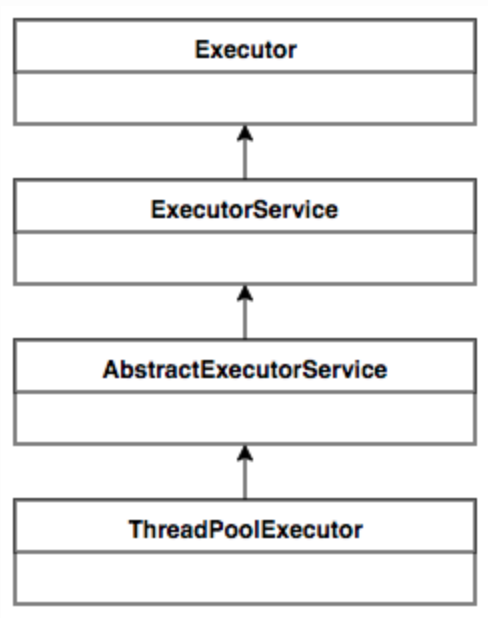 Executor
ExecutorService
AbstractExecutorService
ThreadPoolExecutor